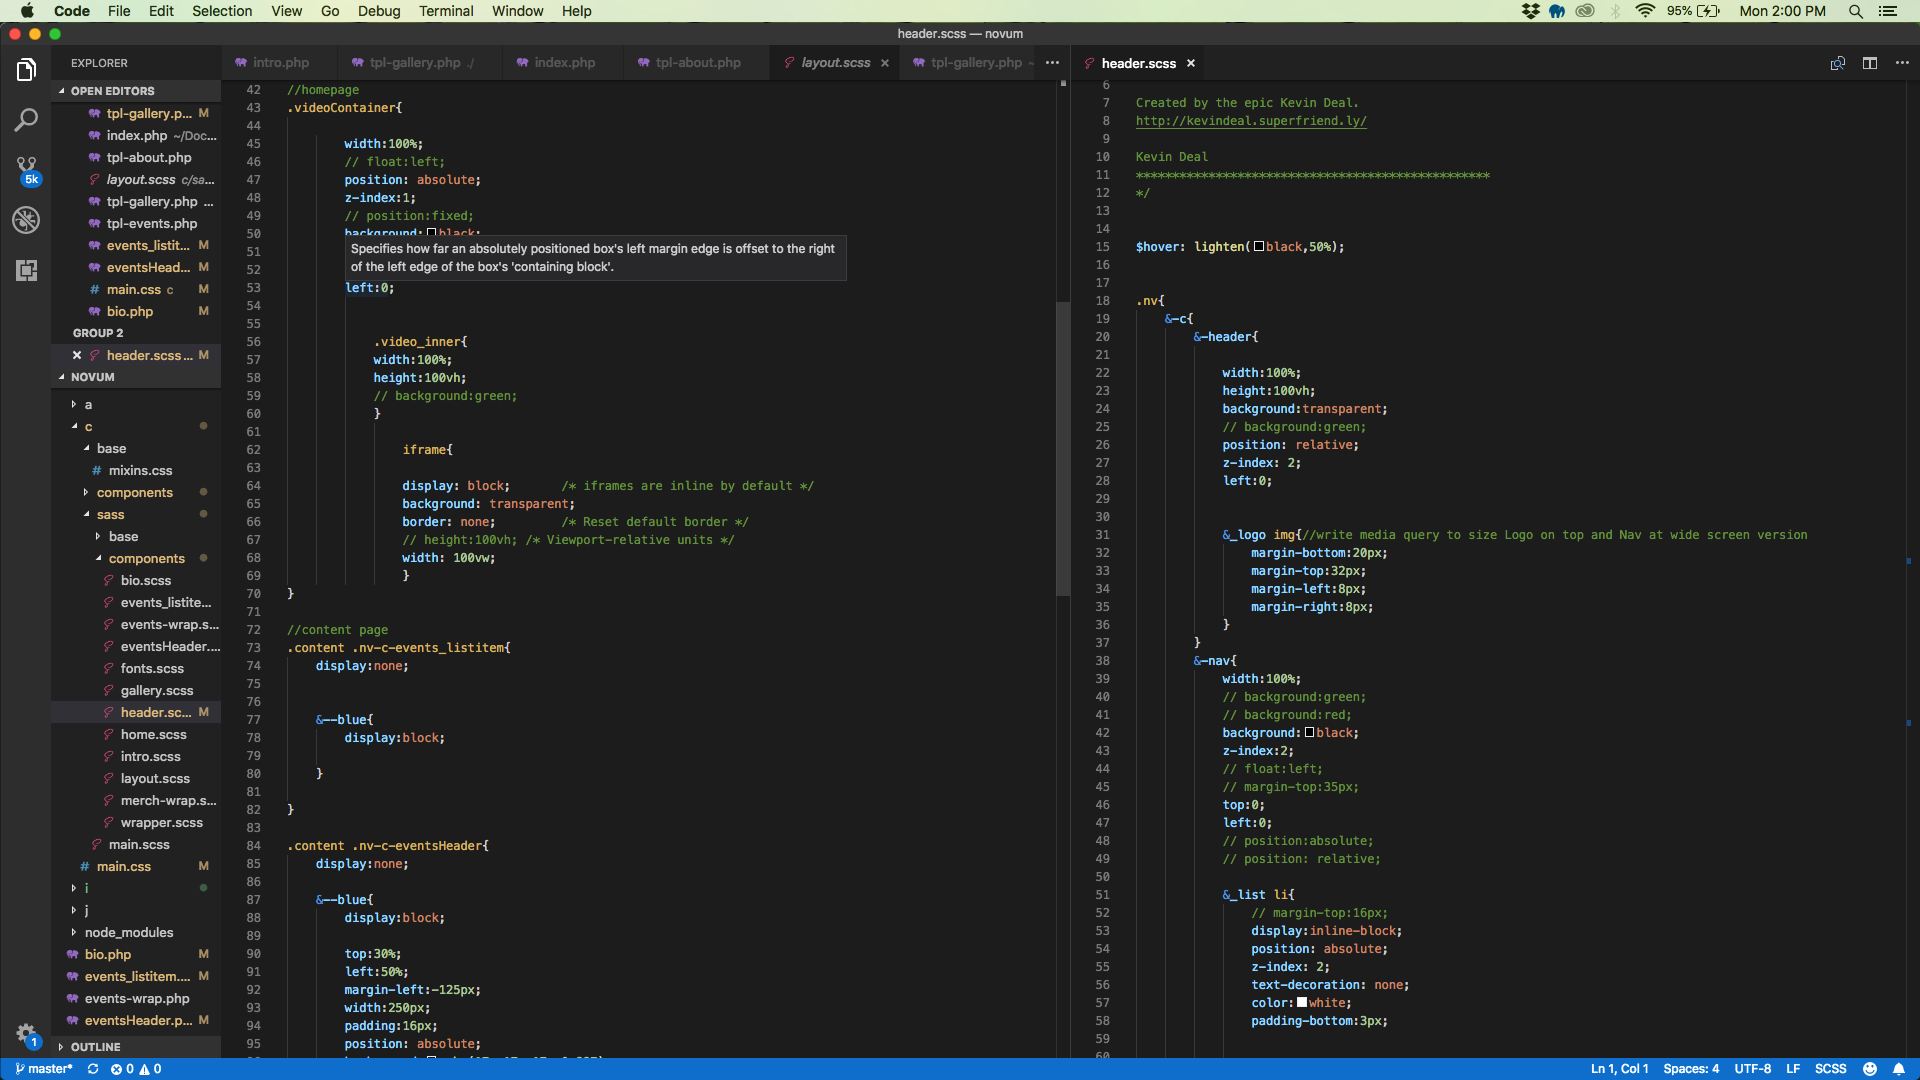 Code File Edit Selection View Go Debug Terminal Window Help
95% Mon 2:00 PM
header.scss — novum
EXPLORER
intro.php tpl-gallery.php ./ index.php tpl-about.php layout.scss × tpl-gallery.php ~ ···
header.scss × ···
OPEN EDITORS
tpl-gallery.p... M
index.php ~/Doc...
tpl-about.php
layout.scss c/sa...
tpl-gallery.php ...
tpl-events.php
events_listit... M
eventsHead... M
# main.css c M
bio.php M
GROUP 2
× header.scss... M
NOVUM
a
c
base
# mixins.css
components
sass
base
components
bio.scss
events_listite...
events-wrap.s...
eventsHeader....
fonts.scss
gallery.scss
header.sc... M
home.scss
intro.scss
layout.scss
merch-wrap.s...
wrapper.scss
main.scss
# main.css M
i
j
node_modules
bio.php M
events_listitem.... M
events-wrap.php
eventsHeader.p... M
OUTLINE
5k
1
42 //homepage
43 .videoContainer{
44
45 width:100%;
46 // float:left;
47 position: absolute;
48 z-index:1;
49 // position:fixed;
50 background: black;
51 Specifies how far an absolutely positioned box's left margin edge is offset to the right
52 of the left edge of the box's 'containing block'.
53 left:0;
54
55
56 .video_inner{
57 width:100%;
58 height:100vh;
59 // background:green;
60 }
61
62 iframe{
63
64 display: block; /* iframes are inline by default */
65 background: transparent;
66 border: none; /* Reset default border */
67 // height:100vh; /* Viewport-relative units */
68 width: 100vw;
69 }
70 }
71
72 //content page
73 .content .nv-c-events_listitem{
74 display:none;
75
76
77 &--blue{
78 display:block;
79
80 }
81
82 }
83
84 .content .nv-c-eventsHeader{
85 display:none;
86
87 &--blue{
88 display:block;
89
90 top:30%;
91 left:50%;
92 margin-left:-125px;
93 width:250px;
94 padding:16px;
95 position: absolute;
6
7 Created by the epic Kevin Deal.
8 http://kevindeal.superfriend.ly/
9
10 Kevin Deal
11 *************************************************
12 */
13
14
15 $hover: lighten(black,50%);
16
17
18 .nv{
19 &-c{
20 &-header{
21
22 width:100%;
23 height:100vh;
24 background:transparent;
25 // background:green;
26 position: relative;
27 z-index: 2;
28 left:0;
29
30
31 &_logo img{//write media query to size Logo on top and Nav at wide screen version
32 margin-bottom:20px;
33 margin-top:32px;
34 margin-left:8px;
35 margin-right:8px;
36 }
37 }
38 &-nav{
39 width:100%;
40 // background:green;
41 // background:red;
42 background:black;
43 z-index:2;
44 // float:left;
45 // margin-top:35px;
46 top:0;
47 left:0;
48 // position:absolute;
49 // position: relative;
50
51 &_list li{
52 // margin-top:16px;
53 display:inline-block;
54 position: absolute;
55 z-index: 2;
56 text-decoration: none;
57 color:white;
58 padding-bottom:3px;
59
60
master* 0 0
Ln 1, Col 1 Spaces: 4 UTF-8 LF SCSS